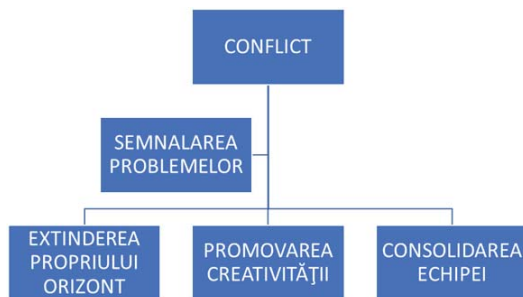 CONFLICT
SEMNALAREA
PROBLEMELOR
EXTINDEREA
PROPRIULUI
ORIZONT
PROMOVAREA
CREATIVITĂŢII
CONSOLIDAREA
ECHIPEI